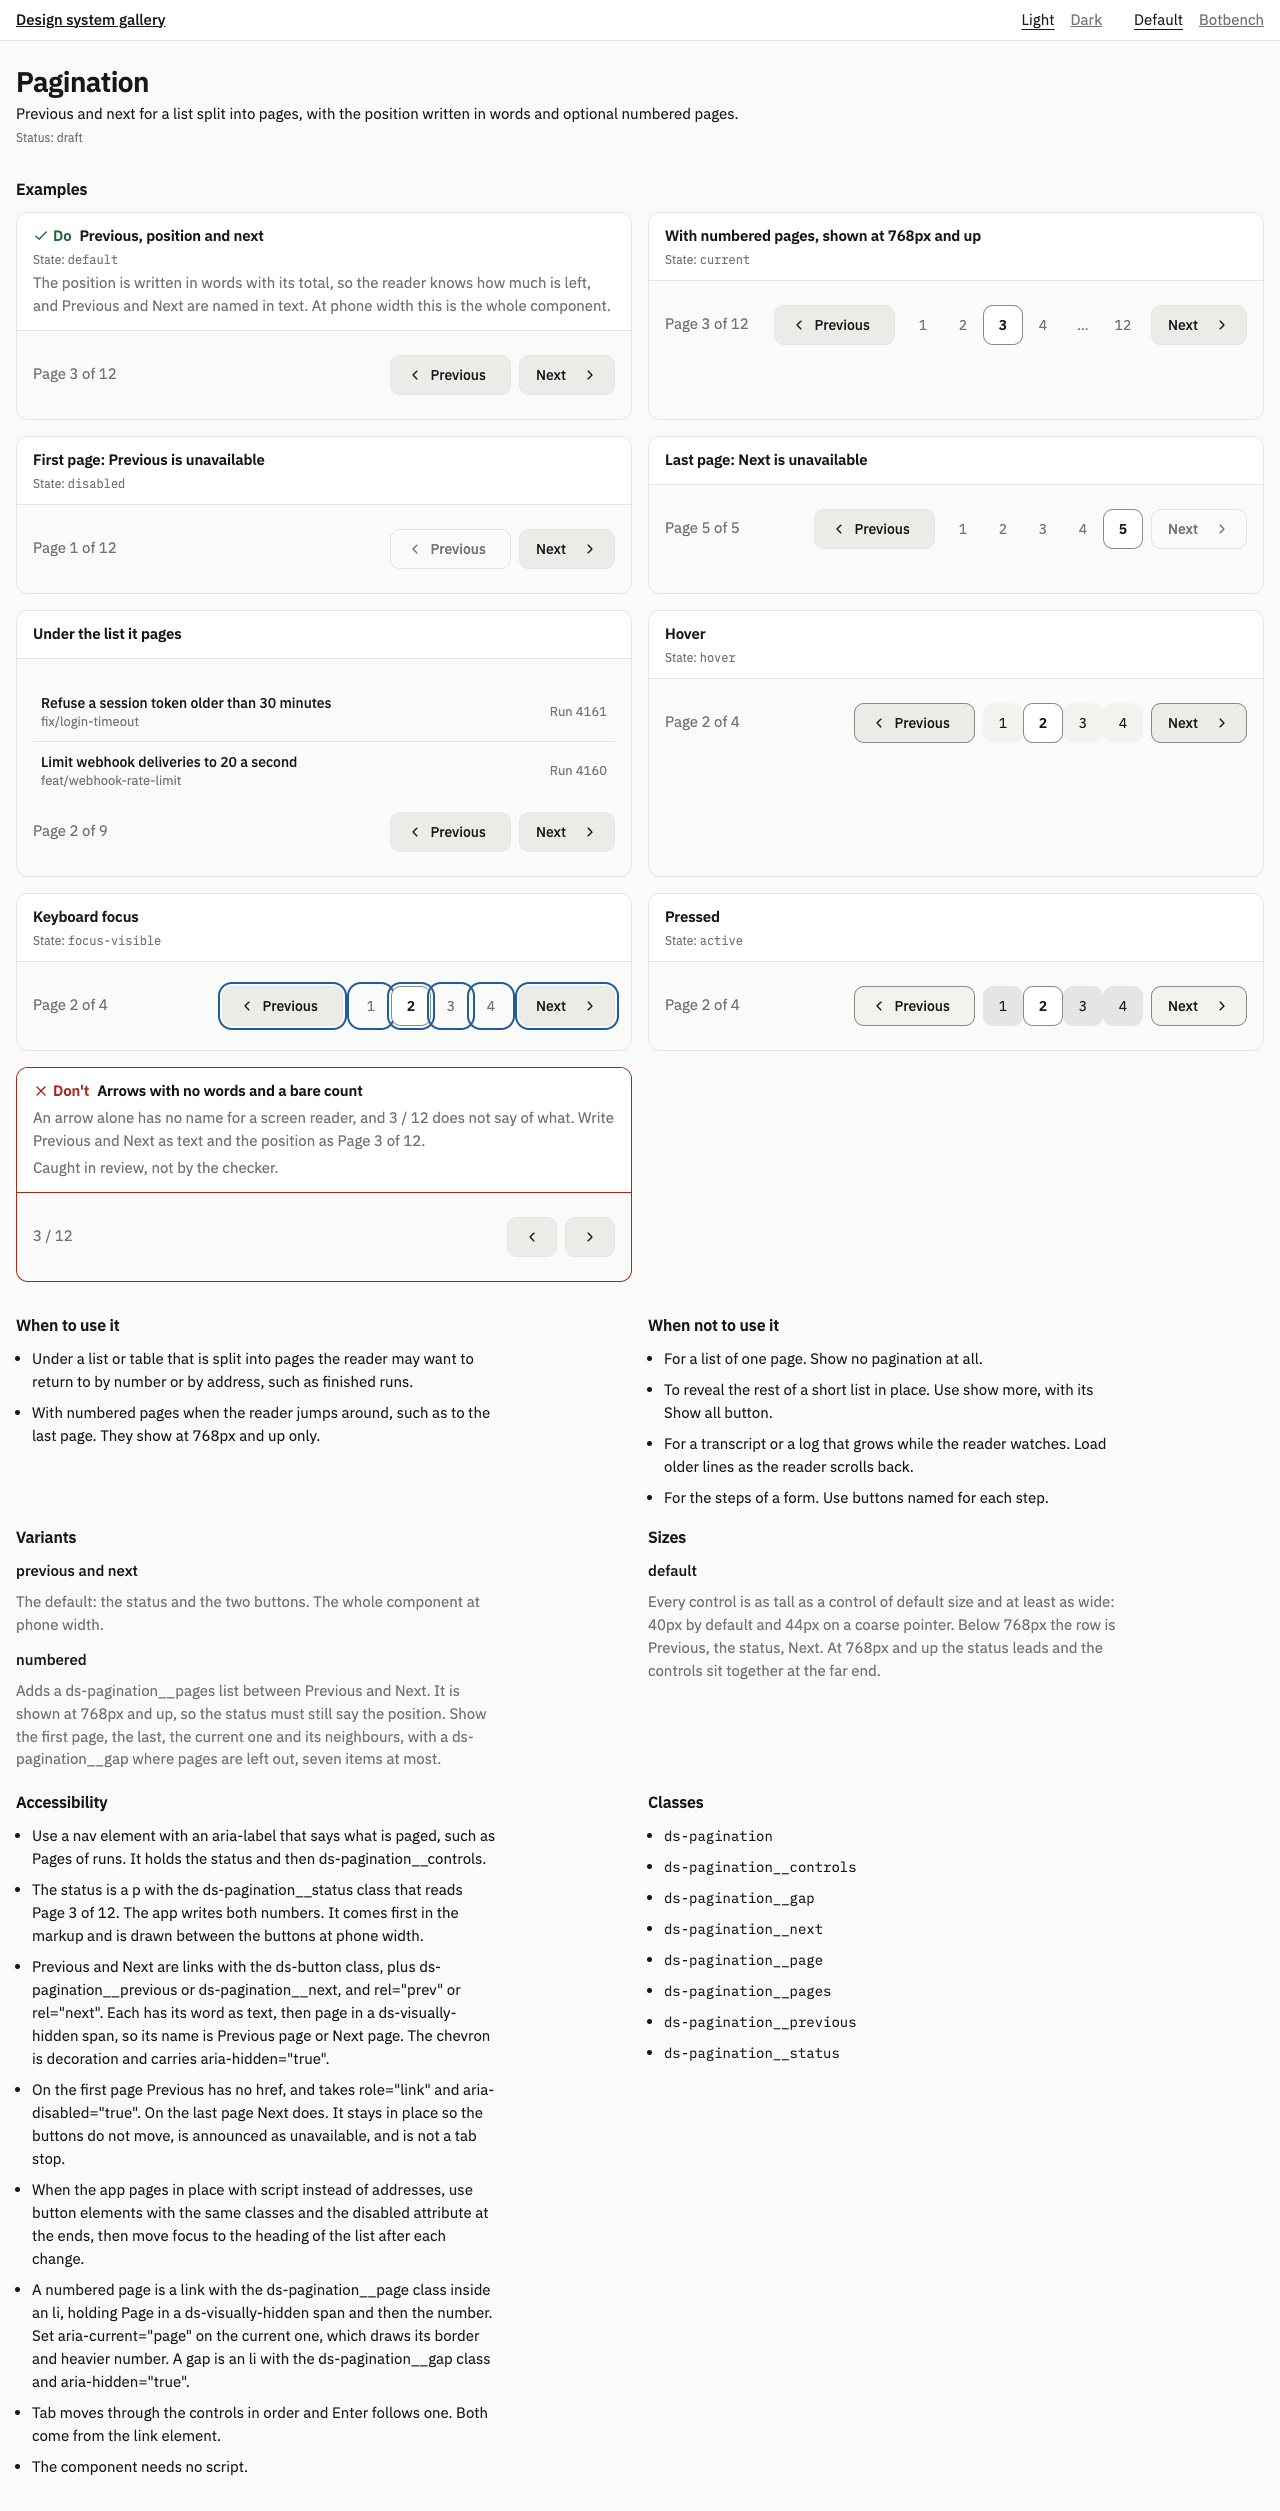 Design system gallery
Light Dark Default Botbench
Pagination
Previous and next for a list split into pages, with the position written in words and optional numbered pages.
Status: draft
Examples
Do Previous, position and next
State: default
The position is written in words with its total, so the reader knows how much is left,
and Previous and Next are named in text. At phone width this is the whole component.
Page 3 of 12 Previous Next
With numbered pages, shown at 768px and up
State: current
Page 3 of 12 Previous 1 2 3 4 ... 12 Next
First page: Previous is unavailable
State: disabled
Page 1 of 12 Previous Next
Last page: Next is unavailable
Page 5 of 5 Previous 1 2 3 4 5 Next
Under the list it pages
Refuse a session token older than 30 minutes
fix/login-timeout
Run 4161
Limit webhook deliveries to 20 a second
feat/webhook-rate-limit
Run 4160
Page 2 of 9 Previous Next
Hover
State: hover
Page 2 of 4 Previous 1 2 3 4 Next
Keyboard focus
State: focus-visible
Page 2 of 4 Previous 1 2 3 4 Next
Pressed
State: active
Page 2 of 4 Previous 1 2 3 4 Next
Don't Arrows with no words and a bare count
An arrow alone has no name for a screen reader, and 3 / 12 does not say of what. Write
Previous and Next as text and the position as Page 3 of 12.
Caught in review, not by the checker.
3 / 12
When to use it
Under a list or table that is split into pages the reader may want to
return to by number or by address, such as finished runs.
With numbered pages when the reader jumps around, such as to the
last page. They show at 768px and up only.
When not to use it
For a list of one page. Show no pagination at all.
To reveal the rest of a short list in place. Use show more, with its
Show all button.
For a transcript or a log that grows while the reader watches. Load
older lines as the reader scrolls back.
For the steps of a form. Use buttons named for each step.
Variants
previous and next
The default: the status and the two buttons. The whole component at
phone width.
numbered
Adds a ds-pagination__pages list between Previous and Next. It is
shown at 768px and up, so the status must still say the position. Show
the first page, the last, the current one and its neighbours, with a ds-
pagination__gap where pages are left out, seven items at most.
Sizes
default
Every control is as tall as a control of default size and at least as wide:
40px by default and 44px on a coarse pointer. Below 768px the row is
Previous, the status, Next. At 768px and up the status leads and the
controls sit together at the far end.
Accessibility
Use a nav element with an aria-label that says what is paged, such as
Pages of runs. It holds the status and then ds-pagination__controls.
The status is a p with the ds-pagination__status class that reads
Page 3 of 12. The app writes both numbers. It comes first in the
markup and is drawn between the buttons at phone width.
Previous and Next are links with the ds-button class, plus ds-
pagination__previous or ds-pagination__next, and rel="prev" or
rel="next". Each has its word as text, then page in a ds-visually-
hidden span, so its name is Previous page or Next page. The chevron
is decoration and carries aria-hidden="true".
On the first page Previous has no href, and takes role="link" and aria-
disabled="true". On the last page Next does. It stays in place so the
buttons do not move, is announced as unavailable, and is not a tab
stop.
When the app pages in place with script instead of addresses, use
button elements with the same classes and the disabled attribute at
the ends, then move focus to the heading of the list after each
change.
A numbered page is a link with the ds-pagination__page class inside
an li, holding Page in a ds-visually-hidden span and then the number.
Set aria-current="page" on the current one, which draws its border
and heavier number. A gap is an li with the ds-pagination__gap class
and aria-hidden="true".
Tab moves through the controls in order and Enter follows one. Both
come from the link element.
The component needs no script.
Classes
ds-pagination
ds-pagination__controls
ds-pagination__gap
ds-pagination__next
ds-pagination__page
ds-pagination__pages
ds-pagination__previous
ds-pagination__status